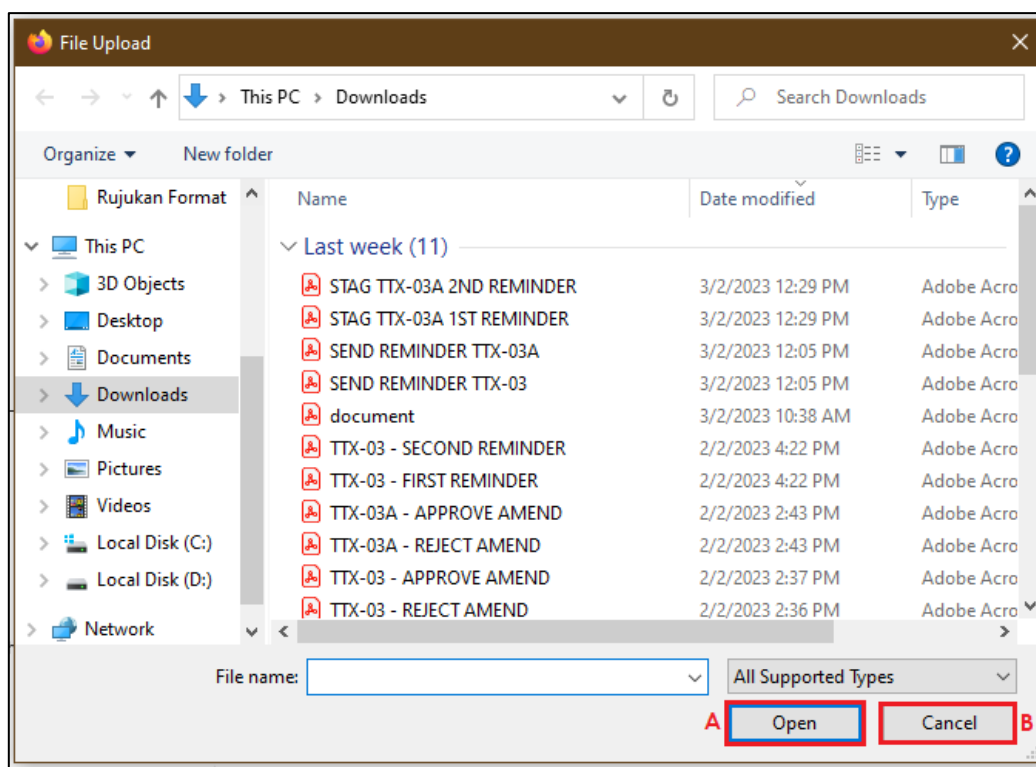 File Upload
This PC > Downloads
Search Downloads
Organize
New folder
Rujukan Format
This PC
3D Objects
Desktop
Documents
Downloads
Music
Pictures
Videos
Local Disk (C:)
Local Disk (D:)
Network
Name Date modified Type
Last week (11)
STAG TTX-03A 2ND REMINDER 3/2/2023 12:29 PM Adobe Acro
STAG TTX-03A 1ST REMINDER 3/2/2023 12:29 PM Adobe Acro
SEND REMINDER TTX-03A 3/2/2023 12:05 PM Adobe Acro
SEND REMINDER TTX-03 3/2/2023 12:05 PM Adobe Acro
document 3/2/2023 10:38 AM Adobe Acro
TTX-03 - SECOND REMINDER 2/2/2023 4:22 PM Adobe Acro
TTX-03 - FIRST REMINDER 2/2/2023 4:22 PM Adobe Acro
TTX-03A - APPROVE AMEND 2/2/2023 2:43 PM Adobe Acro
TTX-03A - REJECT AMEND 2/2/2023 2:43 PM Adobe Acro
TTX-03 - APPROVE AMEND 2/2/2023 2:37 PM Adobe Acro
TTX-03 - REJECT AMEND 2/2/2023 2:36 PM Adobe Acro
File name: All Supported Types
A Open Cancel B